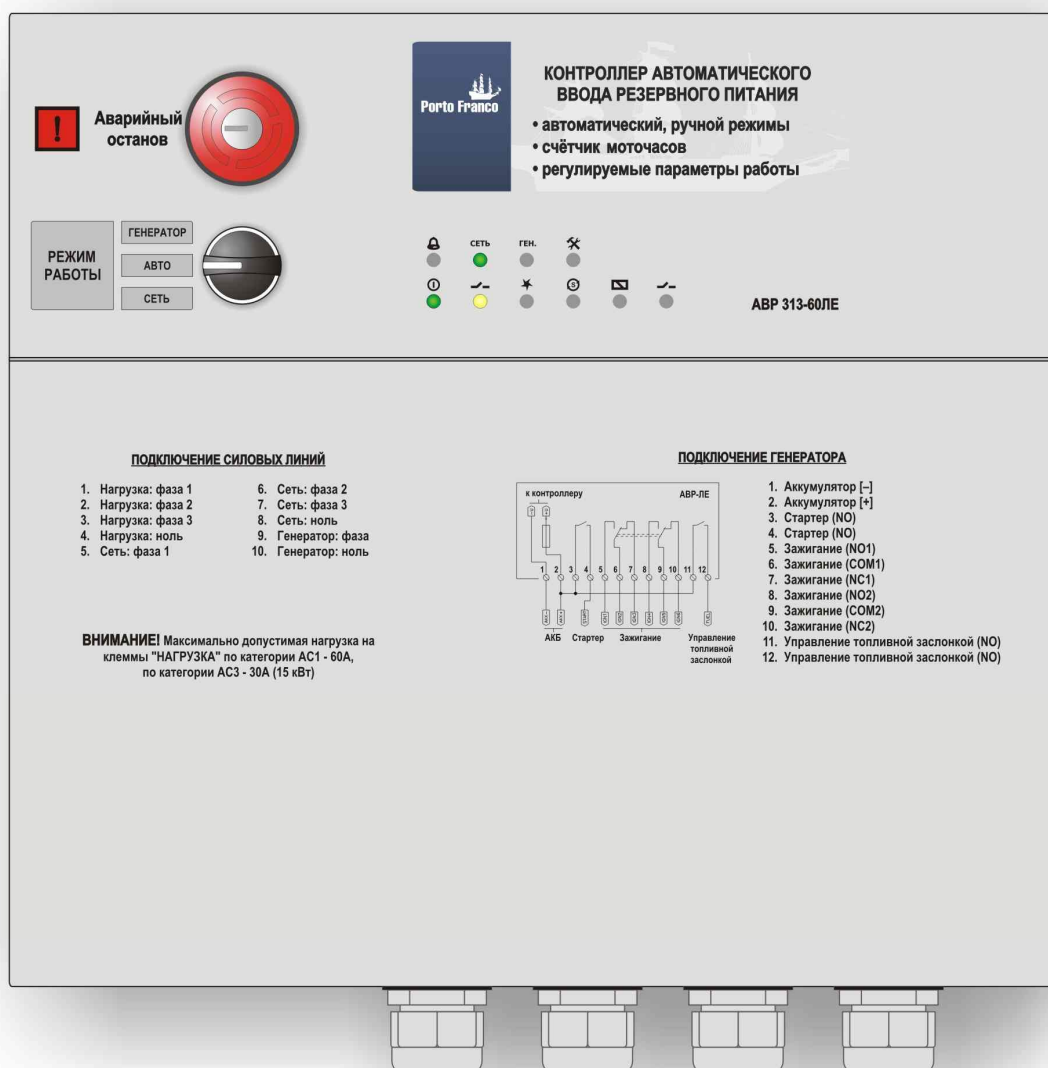 !
Аварийный
останов
Porto Franco
КОНТРОЛЛЕР АВТОМАТИЧЕСКОГО
ВВОДА РЕЗЕРВНОГО ПИТАНИЯ
• автоматический, ручной режимы
• счётчик моточасов
• регулируемые параметры работы
РЕЖИМ
РАБОТЫ
ГЕНЕРАТОР
АВТО
СЕТЬ
СЕТЬ ГЕН.
S
АВР 313-60ЛЕ
ПОДКЛЮЧЕНИЕ СИЛОВЫХ ЛИНИЙ
1. Нагрузка: фаза 1
2. Нагрузка: фаза 2
3. Нагрузка: фаза 3
4. Нагрузка: ноль
5. Сеть: фаза 1
6. Сеть: фаза 2
7. Сеть: фаза 3
8. Сеть: ноль
9. Генератор: фаза
10. Генератор: ноль
ВНИМАНИЕ! Максимально допустимая нагрузка на
клеммы "НАГРУЗКА" по категории АС1 - 60А,
по категории АС3 - 30А (15 кВт)
ПОДКЛЮЧЕНИЕ ГЕНЕРАТОРА
к контроллеру АВР-ЛЕ
1 2 3 4 5 6 7 8 9 10 11 12
АКБ Стартер Зажигание Управление
топливной
заслонкой
1. Аккумулятор [–]
2. Аккумулятор [+]
3. Стартер (NO)
4. Стартер (NO)
5. Зажигание (NO1)
6. Зажигание (COM1)
7. Зажигание (NC1)
8. Зажигание (NO2)
9. Зажигание (COM2)
10. Зажигание (NC2)
11. Управление топливной заслонкой (NO)
12. Управление топливной заслонкой (NO)